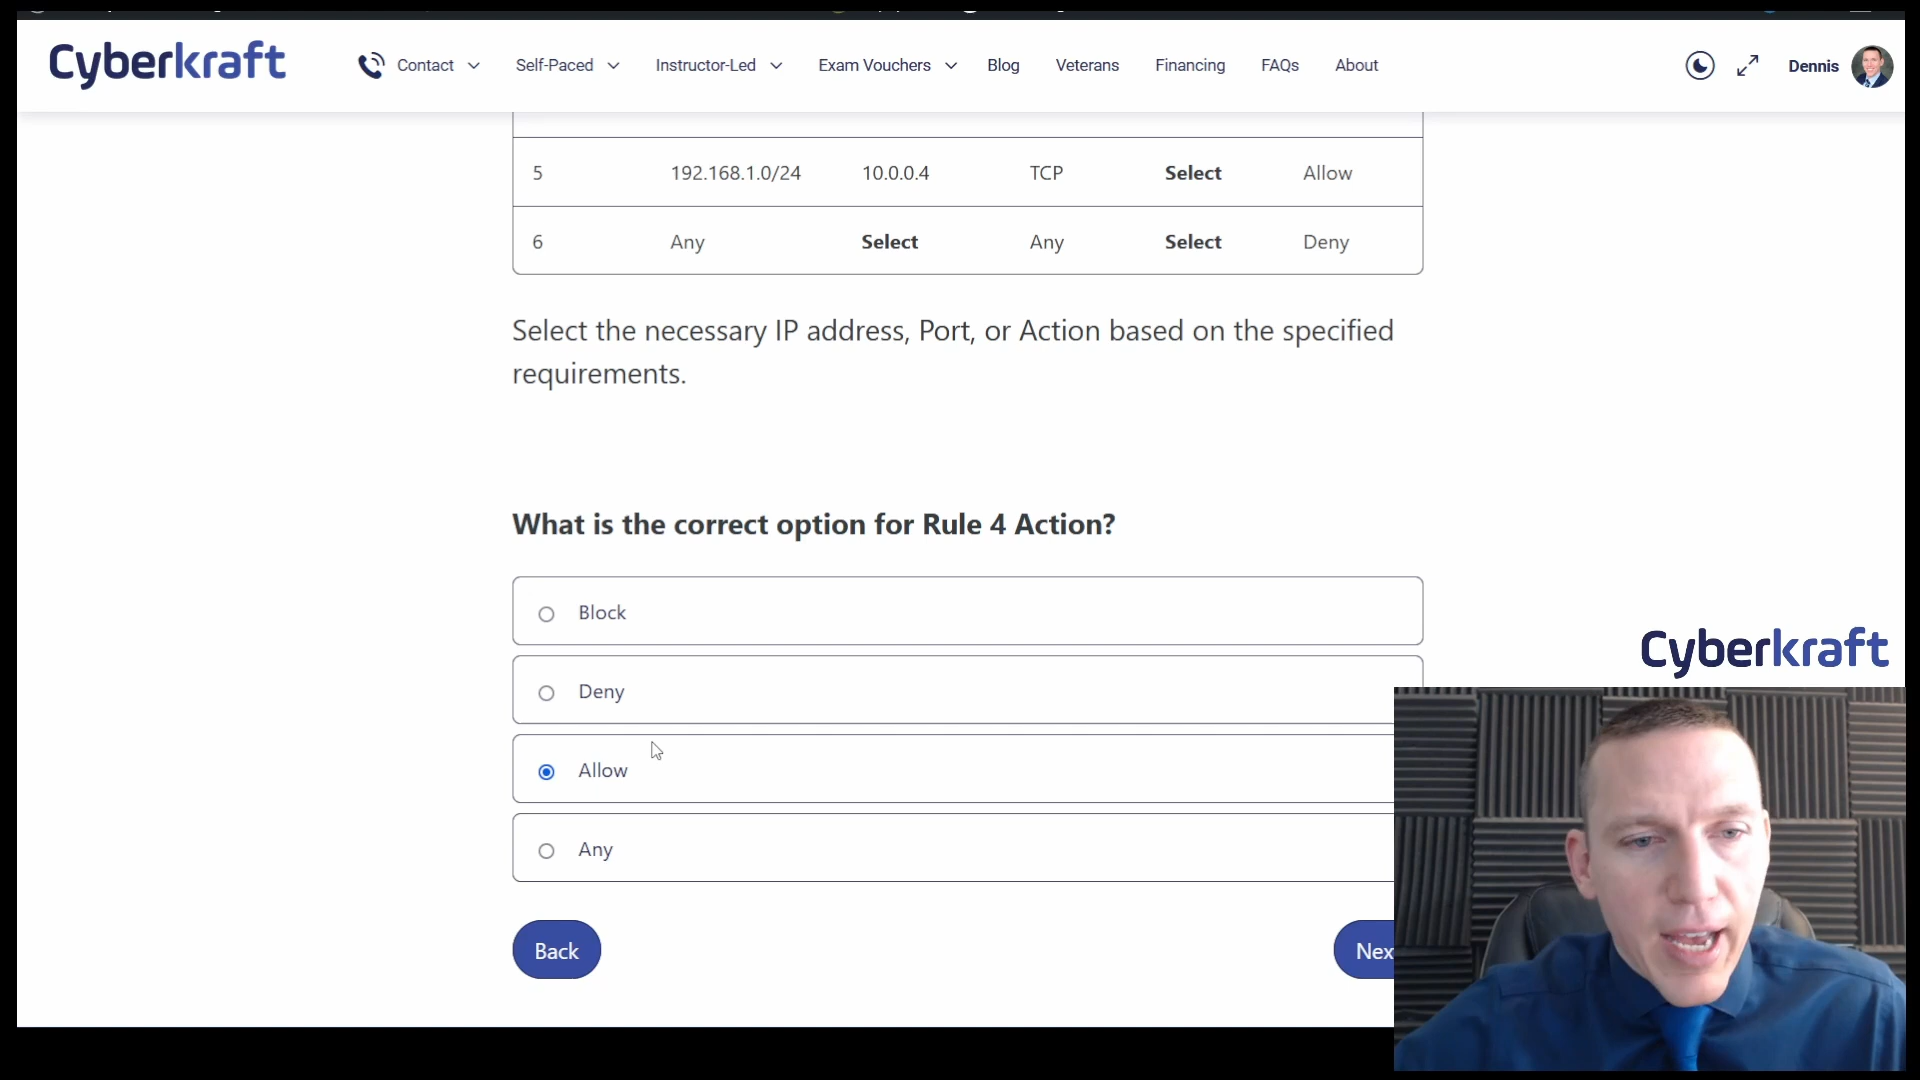 Cyberkraft
Contact Self-Paced Instructor-Led Exam Vouchers Blog Veterans Financing FAQs About Dennis
5 192.168.1.0/24 10.0.0.4 TCP Select Allow
6 Any Select Any Select Deny
Select the necessary IP address, Port, or Action based on the specified
requirements.
What is the correct option for Rule 4 Action?
Block
Deny
Allow
Any
Back
Nex
Cyberkraft